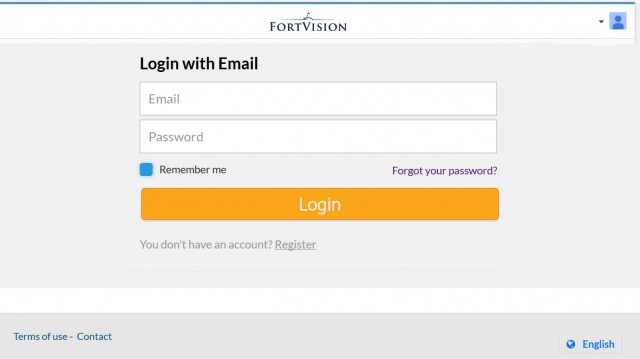 FORTVISION
Login with Email
Email
Password
Remember me
Forgot your password?
Login
You don't have an account? Register
Terms of use - Contact
English